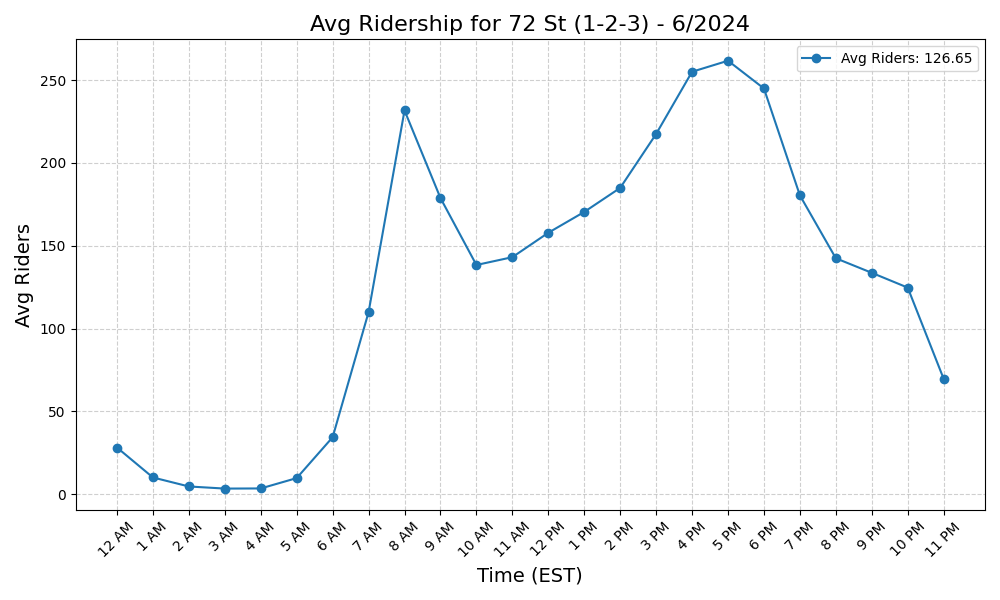 Avg Ridership for 72 St (1-2-3) - 6/2024
Avg Riders: 126.65
Avg Riders
250
200
150
100
50
0
12 AM
1 AM
2 AM
3 AM
4 AM
5 AM
6 AM
7 AM
8 AM
9 AM
10 AM
11 AM
12 PM
1 PM
2 PM
3 PM
4 PM
5 PM
6 PM
7 PM
8 PM
9 PM
10 PM
11 PM
Time (EST)